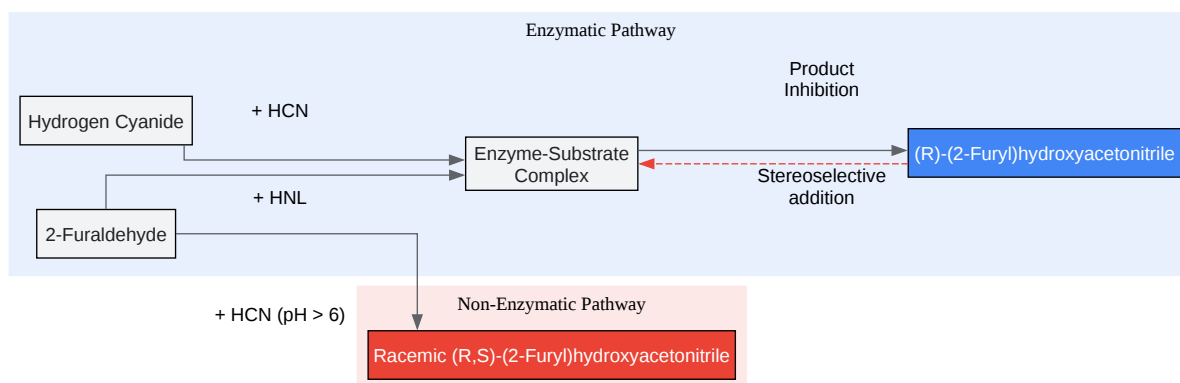 Enzymatic Pathway
Product
Inhibition
Hydrogen Cyanide
+ HCN
Enzyme-Substrate
Complex
(R)-(2-Furyl)hydroxyacetonitrile
Stereoselective
addition
+ HNL
2-Furaldehyde
+ HCN (pH > 6)
Non-Enzymatic Pathway
Racemic (R,S)-(2-Furyl)hydroxyacetonitrile